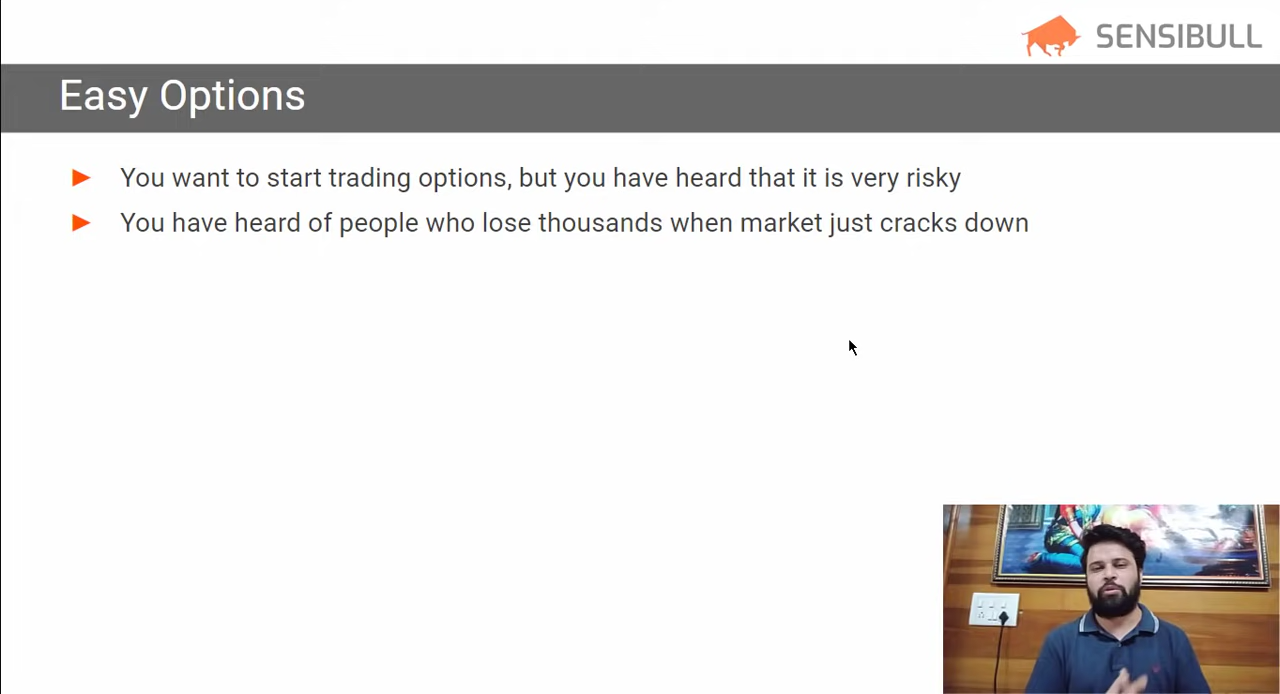 SENSIBULL
Easy Options
You want to start trading options, but you have heard that it is very risky
You have heard of people who lose thousands when market just cracks down